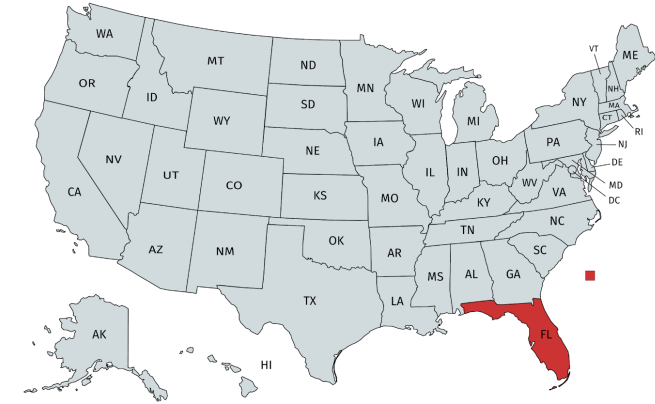 WA
MT
ND
MN
VT
ME
OR
ID
SD
WI
MI
NY
NH
MA
CT
RI
WY
NE
IA
PA
NJ
NV
UT
CO
IL
IN
OH
DE
MD
DC
CA
KS
MO
KY
WV
VA
AZ
NM
OK
AR
TN
NC
SC
TX
LA
MS
AL
GA
AK
HI
FL